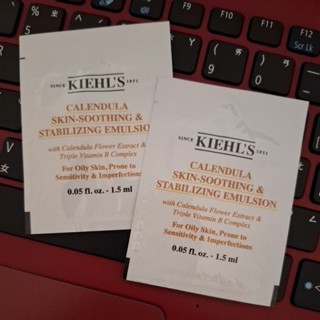 SINCE KIEHL'S 1851
CALENDULA
SKIN-SOOTHING &
STABILIZING EMULSION
with Calendula Flower Extract &
Triple Vitamin B Complex
For Oily Skin, Prone to
Sensitivity & Imperfections
0.05 fl. oz. - 1.5 ml
SINCE KIEHL'S 1851
CALENDULA
SKIN-SOOTHING &
STABILIZING EMULSION
with Calendula Flower Extract &
Triple Vitamin B Complex
For Oily Skin, Prone to
Sensitivity & Imperfections
0.05 fl. oz. - 1.5 ml
F8
F9
F10
F11
F12
Scr Lk